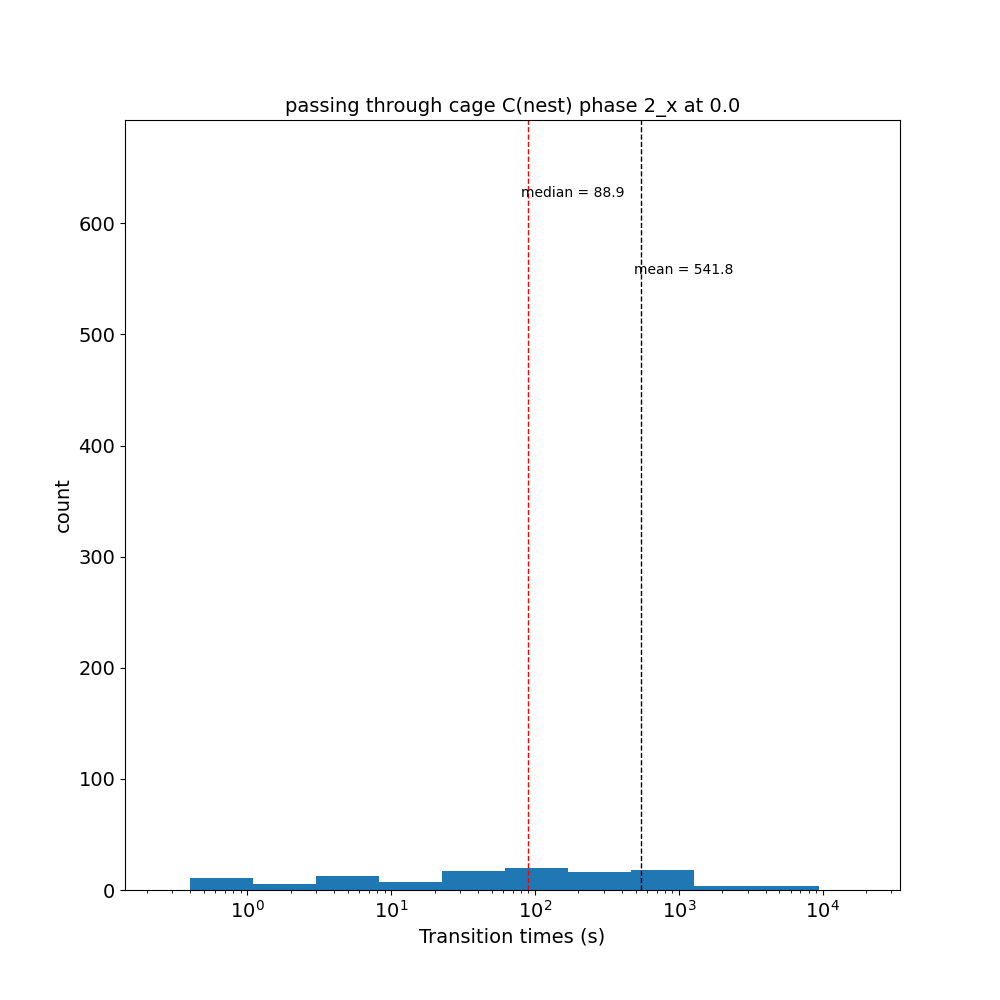 passing through cage C(nest) phase 2_x at 0.0
median = 88.9
mean = 541.8
600
500
400
300
200
100
0
count
10^0
10^1
10^2
10^3
10^4
Transition times (s)